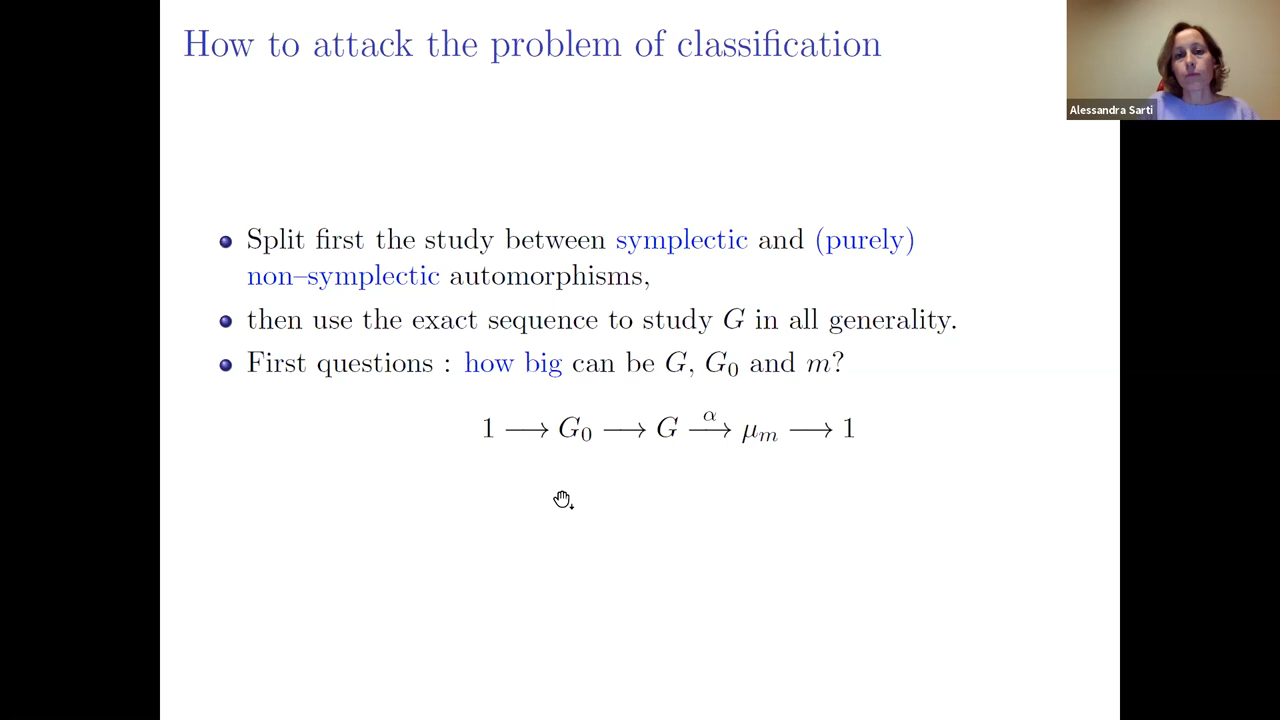 How to attack the problem of classification
Alessandra Sarti
Split first the study between symplectic and (purely)
non–symplectic automorphisms,
then use the exact sequence to study G in all generality.
First questions : how big can be G, G₀ and m?
1 ⟶ G₀ ⟶ G ⟶^α μₘ ⟶ 1